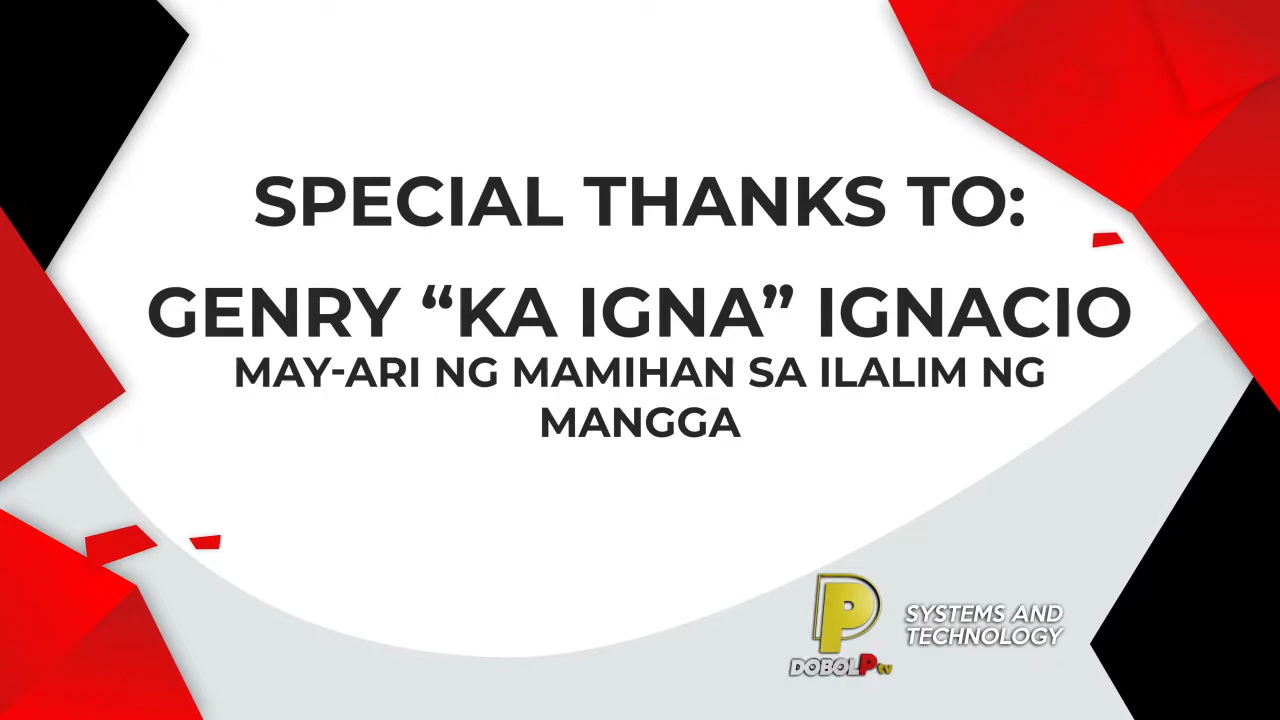 SPECIAL THANKS TO:
GENRY “KA IGNA” IGNACIO
MAY-ARI NG MAMIHAN SA ILALIM NG
MANGGA
P
SYSTEMS AND
TECHNOLOGY
DOBOLP tv